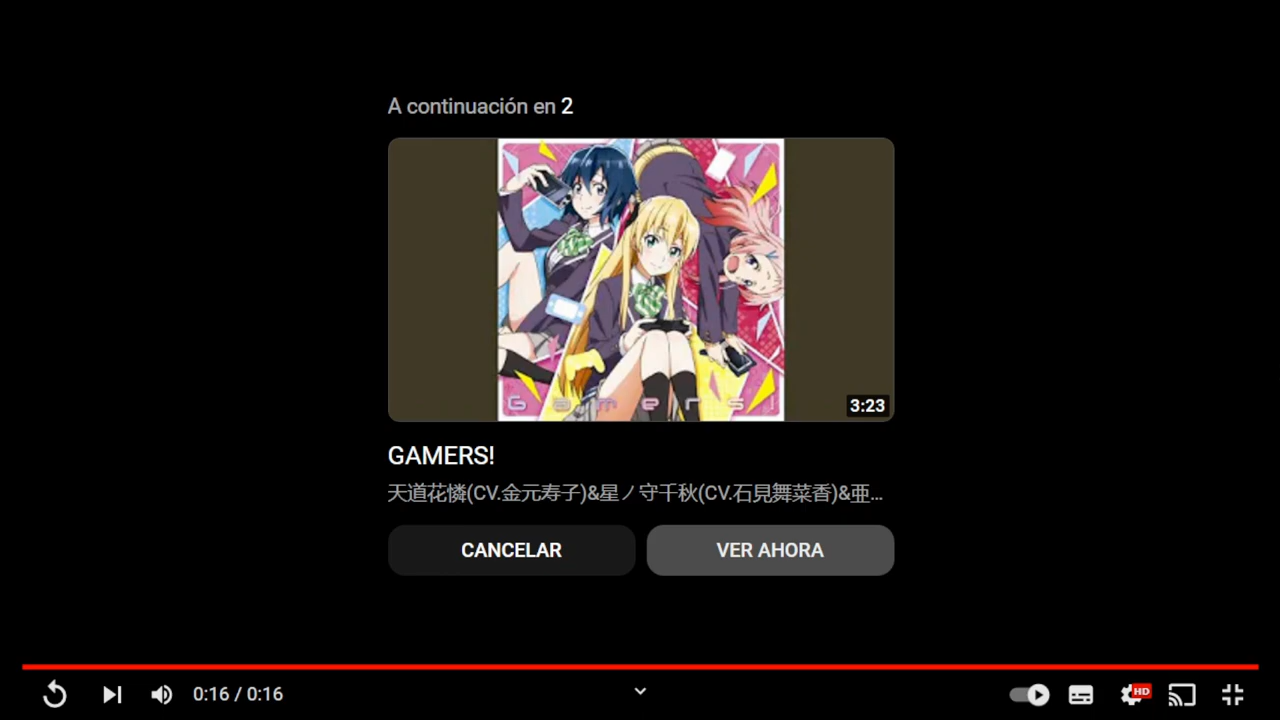 A continuación en 2
Gamers!
3:23
GAMERS!
天道花憐(CV.金元寿子)&星ノ守千秋(CV.石見舞菜香)&亜...
CANCELAR
VER AHORA
0:16 / 0:16
HD